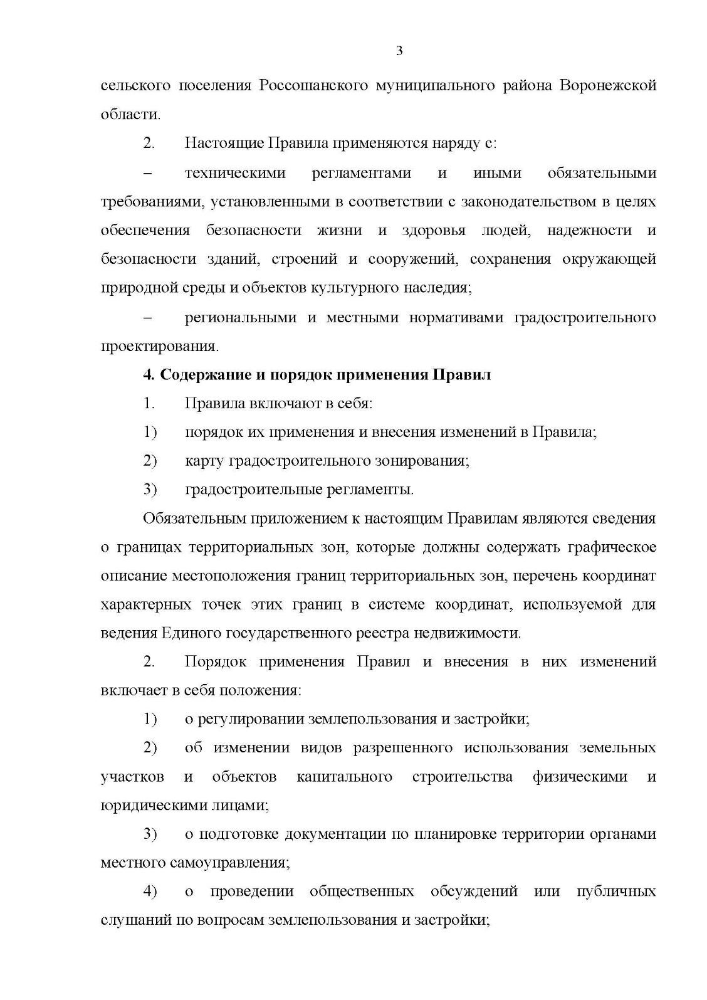 3
сельского поселения Россошанского муниципального района Воронежской
области.
2. Настоящие Правила применяются наряду с:
– техническими регламентами и иными обязательными
требованиями, установленными в соответствии с законодательством в целях
обеспечения безопасности жизни и здоровья людей, надежности и
безопасности зданий, строений и сооружений, сохранения окружающей
природной среды и объектов культурного наследия;
– региональными и местными нормативами градостроительного
проектирования.
4. Содержание и порядок применения Правил
1. Правила включают в себя:
1) порядок их применения и внесения изменений в Правила;
2) карту градостроительного зонирования;
3) градостроительные регламенты.
Обязательным приложением к настоящим Правилам являются сведения
о границах территориальных зон, которые должны содержать графическое
описание местоположения границ территориальных зон, перечень координат
характерных точек этих границ в системе координат, используемой для
ведения Единого государственного реестра недвижимости.
2. Порядок применения Правил и внесения в них изменений
включает в себя положения:
1) о регулировании землепользования и застройки;
2) об изменении видов разрешенного использования земельных
участков и объектов капитального строительства физическими и
юридическими лицами;
3) о подготовке документации по планировке территории органами
местного самоуправления;
4) о проведении общественных обсуждений или публичных
слушаний по вопросам землепользования и застройки;